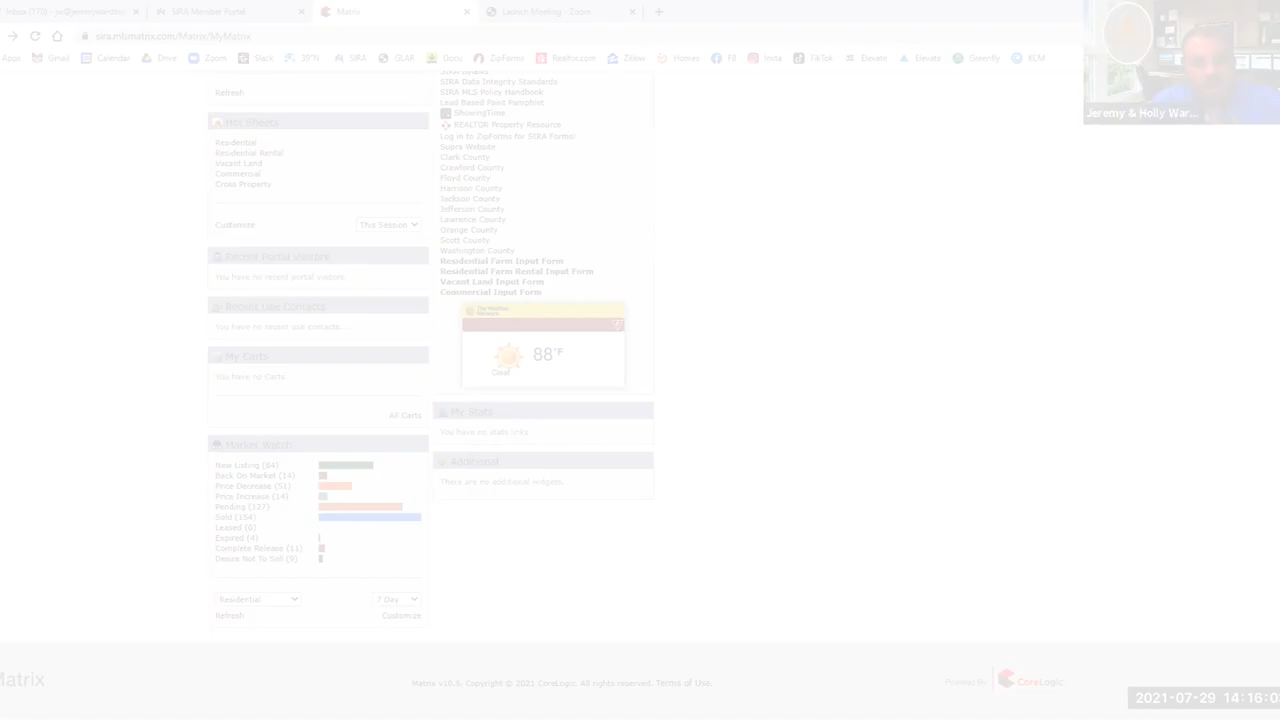 SIRA Member Portal
Matrix
Launch Meeting - Zoom
sira.mlsmatrix.com/Matrix/MyMatrix
Apps Gmail Calendar Drive Zoom Slack 39°N SIRA GLAR Docu ZipForms Realtor.com Zillow Homes FB Insta TikTok Elevate Elevate Greenfly KCM
Jeremy & Holly War...
Refresh
Hot Sheets
Residential
Residential Rental
Vacant Land
Commercial
Cross Property
Customize This Session
Recent Portal Visitors
You have no recent portal visitors.
Recent Use Contacts
You have no recent use contacts...
My Carts
You have no Carts.
All Carts
Market Watch
New Listing (64)
Back On Market (14)
Price Decrease (51)
Price Increase (14)
Pending (127)
Sold (154)
Leased (0)
Expired (4)
Complete Release (11)
Desire Not To Sell (9)
Residential 7 Day
Refresh Customize
SIRA Bylaws
SIRA Data Integrity Standards
SIRA MLS Policy Handbook
Lead Based Paint Pamphlet
ShowingTime
REALTOR Property Resource
Log in to ZipForms for SIRA Forms!
Supra Website
Clark County
Crawford County
Floyd County
Harrison County
Jackson County
Jefferson County
Lawrence County
Orange County
Scott County
Washington County
Residential Farm Input Form
Residential Farm Rental Input Form
Vacant Land Input Form
Commercial Input Form
The Weather
Network
88°F
Clear
My Stats
You have no stats links.
Additional
There are no additional widgets.
Matrix
Matrix v10.5. Copyright © 2021 CoreLogic. All rights reserved. Terms of Use.
Powered By CoreLogic
2021-07-29 14:16:0